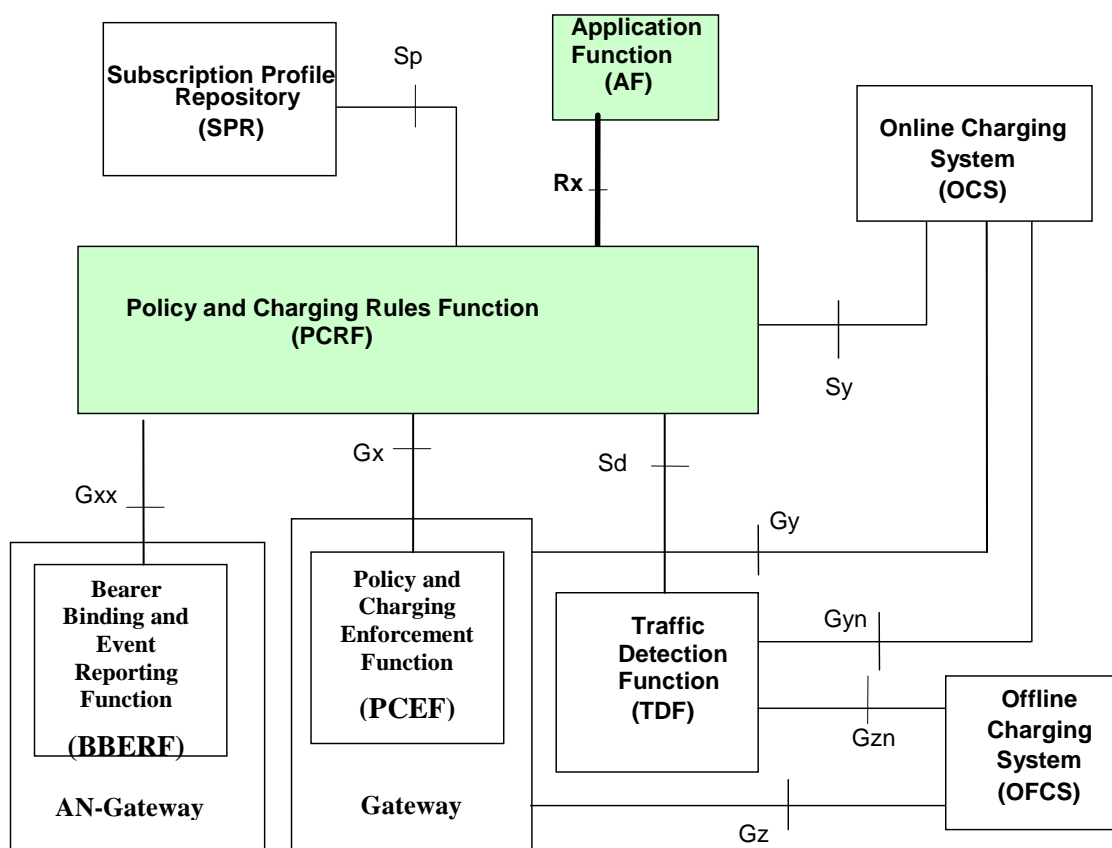 Application
Function
(AF)
Sp
Subscription Profile
Repository
(SPR)
Online Charging
System
(OCS)
Rx
Policy and Charging Rules Function
(PCRF)
Sy
Gx
Sd
Gxx
Gy
Bearer
Binding and
Event
Reporting
Function
(BBERF)
AN-Gateway
Policy and
Charging
Enforcement
Function
(PCEF)
Gateway
Traffic
Detection
Function
(TDF)
Gyn
Gzn
Offline
Charging
System
(OFCS)
Gz